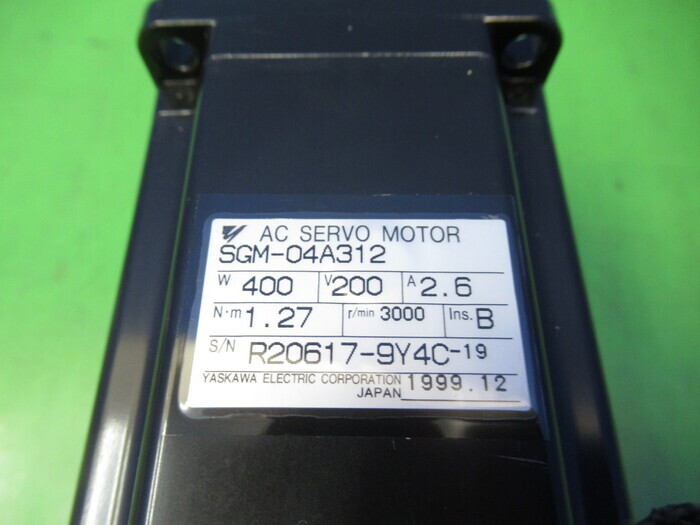 AC SERVO MOTOR
SGM-04A312
W 400 V 200 A 2.6
N·m 1.27 r/min 3000 Ins. B
S/N R20617-9Y4C-19
YASKAWA ELECTRIC CORPORATION 1999.12
JAPAN